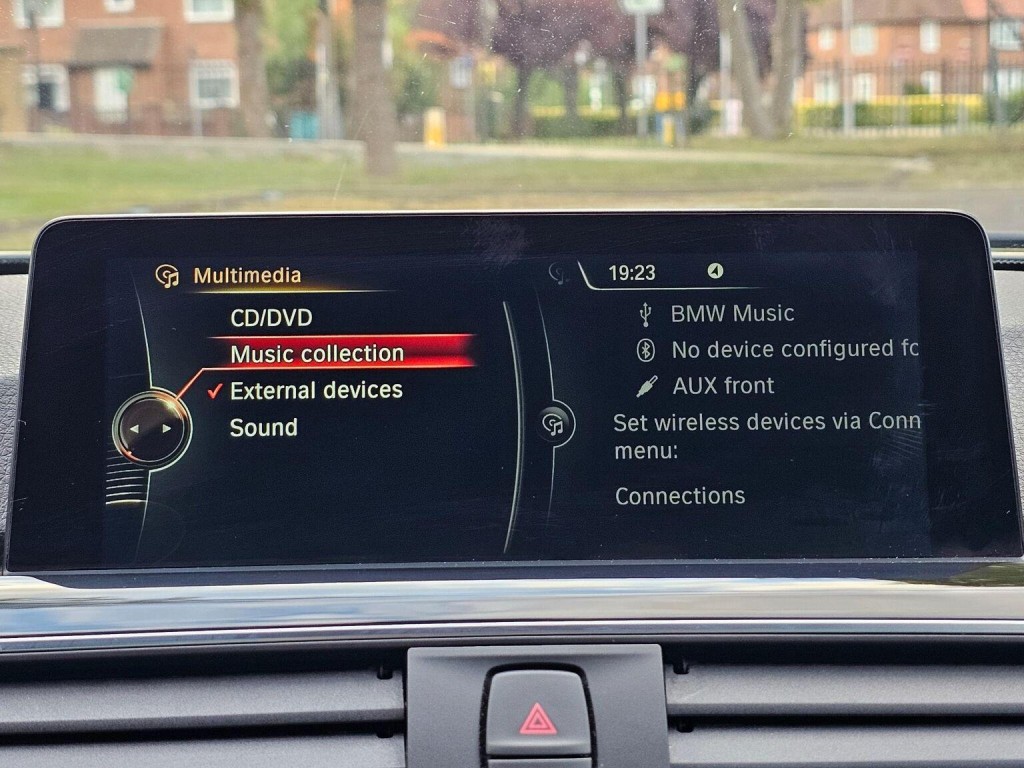 Multimedia
CD/DVD
Music collection
External devices
Sound
19:23
BMW Music
No device configured fc
AUX front
Set wireless devices via Conn
menu:
Connections